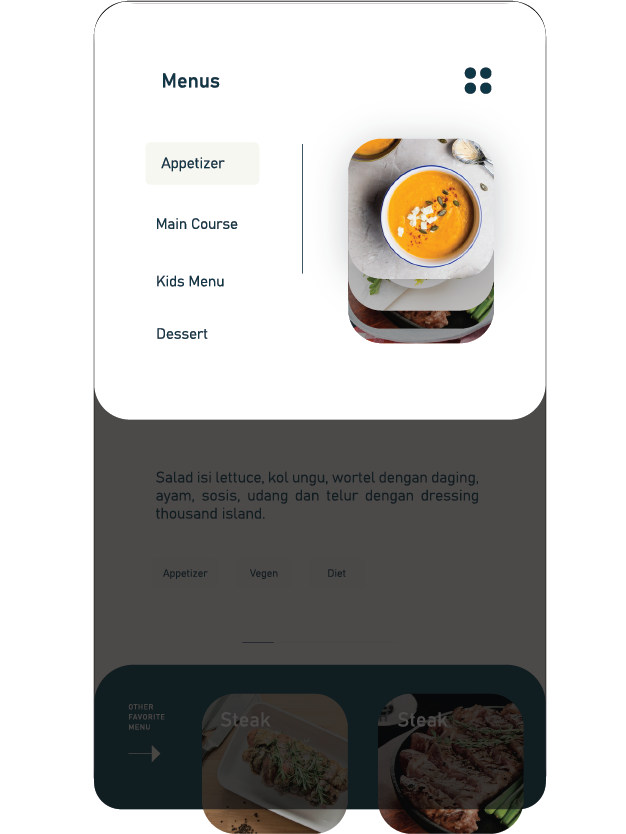 Menus
Appetizer
Main Course
Kids Menu
Dessert
Salad isi lettuce, kol ungu, wortel dengan daging,
ayam, sosis, udang dan telur dengan dressing
thousand island.
Appetizer Vegen Diet
OTHER
FAVORITE
MENU
Steak Steak